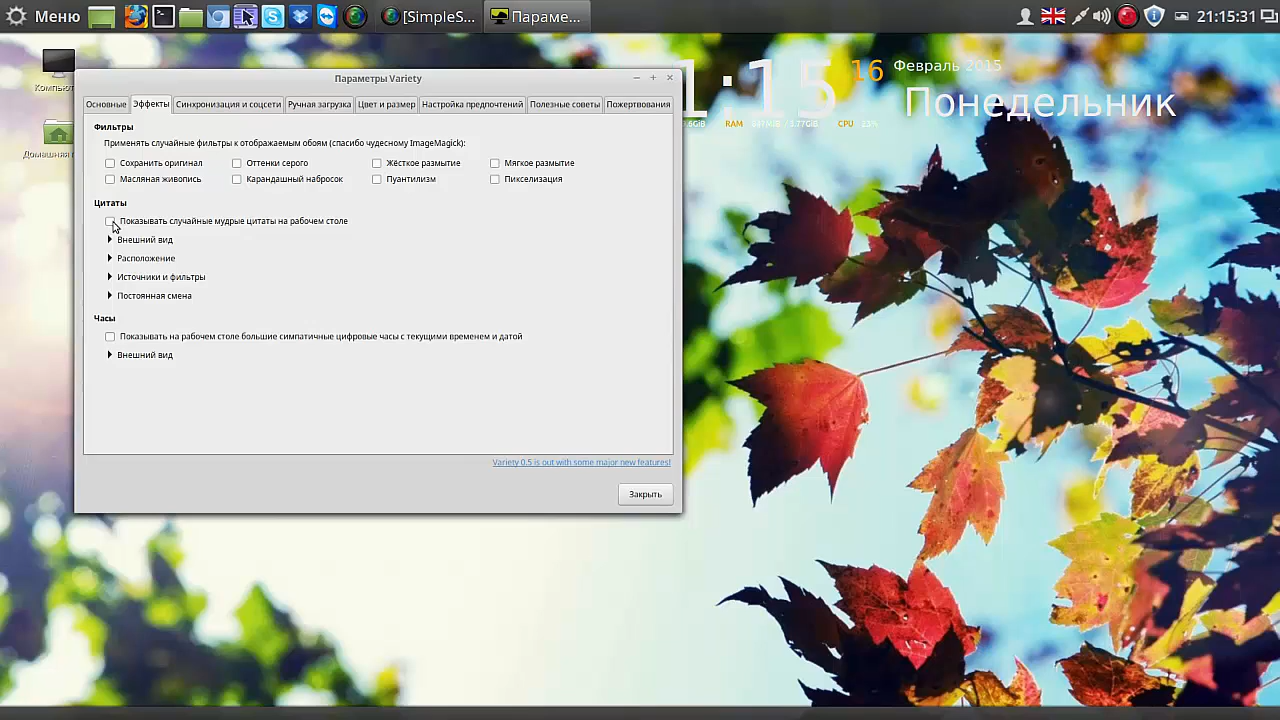 Меню
[SimpleS...
Параме...
21:15:31
Параметры Variety
Основные
Эффекты
Синхронизация и соцсети
Ручная загрузка
Цвет и размер
Настройка предпочтений
Полезные советы
Пожертвования
Фильтры
Применять случайные фильтры к отображаемым обоям (спасибо чудесному ImageMagick):
Сохранить оригинал
Оттенки серого
Жёсткое размытие
Мягкое размытие
Масляная живопись
Карандашный набросок
Пуантилизм
Пикселизация
Цитаты
Показывать случайные мудрые цитаты на рабочем столе
Внешний вид
Расположение
Источники и фильтры
Постоянная смена
Часы
Показывать на рабочем столе большие симпатичные цифровые часы с текущими временем и датой
Внешний вид
Variety 0.5 is out with some major new features!
Закрыть
1:15
16
Февраль 2015
Понедельник
RAM
CPU